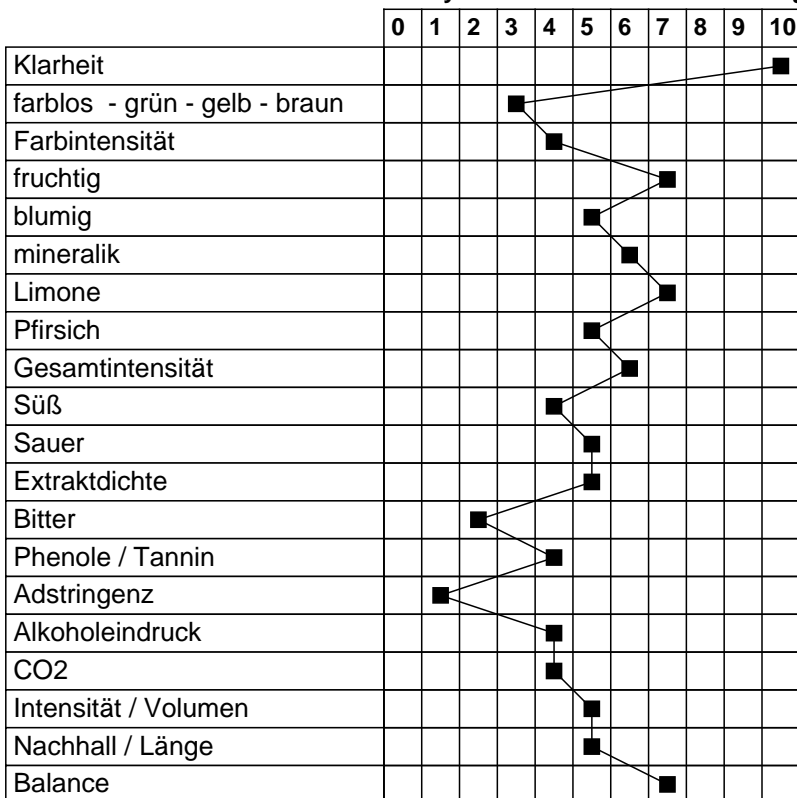 0 1 2 3 4 5 6 7 8 9 10
Klarheit
farblos - grün - gelb - braun
Farbintensität
fruchtig
blumig
mineralik
Limone
Pfirsich
Gesamtintensität
Süß
Sauer
Extraktdichte
Bitter
Phenole / Tannin
Adstringenz
Alkoholeindruck
CO2
Intensität / Volumen
Nachhall / Länge
Balance